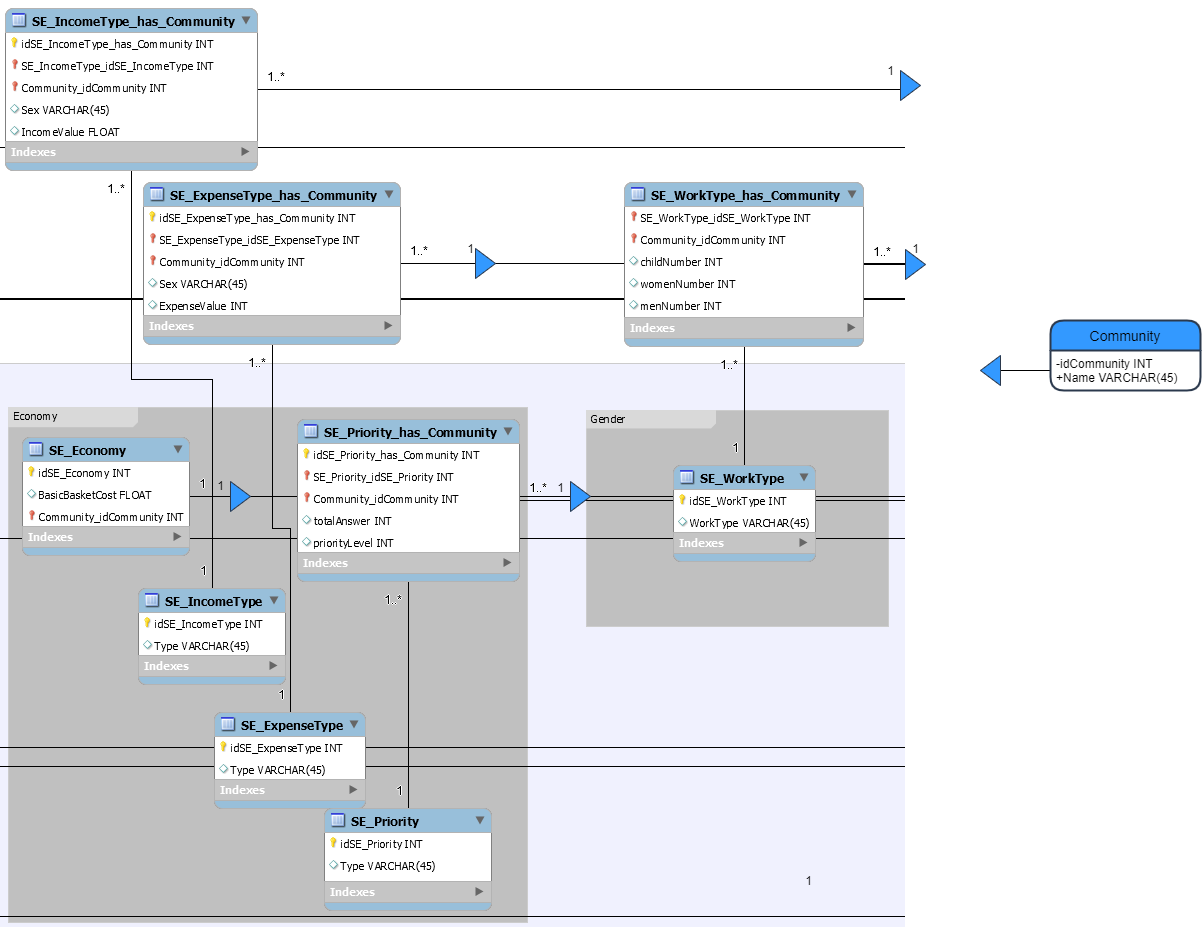 SE_IncomeType_has_Community
idSE_IncomeType_has_Community INT
SE_IncomeType_idSE_IncomeType INT
Community_idCommunity INT
Sex VARCHAR(45)
IncomeValue FLOAT
Indexes
1..*
1
1..*
SE_ExpenseType_has_Community
idSE_ExpenseType_has_Community INT
SE_ExpenseType_idSE_ExpenseType INT
Community_idCommunity INT
Sex VARCHAR(45)
ExpenseValue INT
Indexes
1..*
1
1..*
SE_WorkType_has_Community
SE_WorkType_idSE_WorkType INT
Community_idCommunity INT
childNumber INT
womenNumber INT
menNumber INT
Indexes
1..*
1
1..*
Community
-idCommunity INT
+Name VARCHAR(45)
Economy
SE_Economy
idSE_Economy INT
BasicBasketCost FLOAT
Community_idCommunity INT
Indexes
1
1
SE_Priority_has_Community
idSE_Priority_has_Community INT
SE_Priority_idSE_Priority INT
Community_idCommunity INT
totalAnswer INT
priorityLevel INT
Indexes
1..*
1
1..*
Gender
1
SE_WorkType
idSE_WorkType INT
WorkType VARCHAR(45)
Indexes
1
SE_IncomeType
idSE_IncomeType INT
Type VARCHAR(45)
Indexes
1
SE_ExpenseType
idSE_ExpenseType INT
Type VARCHAR(45)
Indexes
1
SE_Priority
idSE_Priority INT
Type VARCHAR(45)
Indexes
1